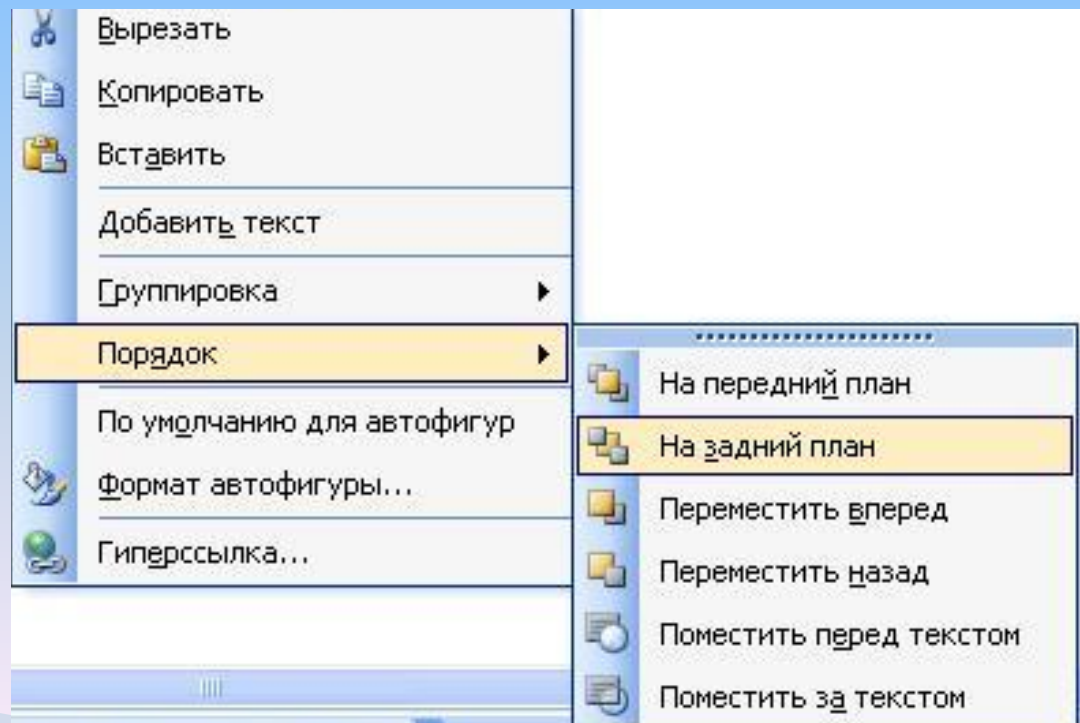 Вырезать
Копировать
Вставить
Добавить текст
Группировка
Порядок
По умолчанию для автофигур
Формат автофигуры...
Гиперссылка...
На передний план
На задний план
Переместить вперед
Переместить назад
Поместить перед текстом
Поместить за текстом